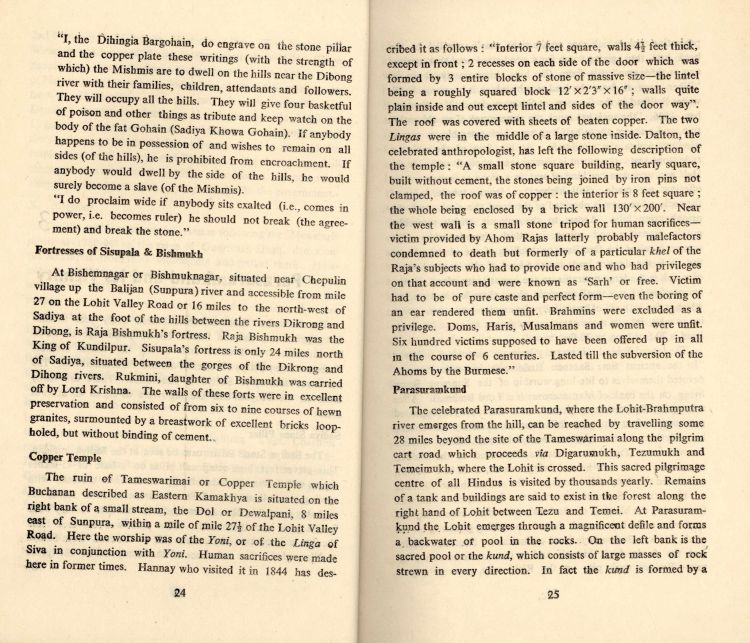 “I, the Dihingia Bargohain, do engrave on the stone pillar
and the copper plate these writings (with the strength of
which) the Mishmis are to dwell on the hills near the Dibong
river with their families, children, attendants and followers.
They will occupy all the hills. They will give four basketful
of poison and other things as tribute and keep watch on the
body of the fat Gohain (Sadiya Khowa Gohain). If anybody
happens to be in possession of and wishes to remain on all
sides (of the hills), he is prohibited from encroachment. If
anybody would dwell by the side of the hills, he would
surely become a slave (of the Mishmis).
“I do proclaim wide if anybody sits exalted (i.e., comes in
power, i.e. becomes ruler) he should not break (the agree-
ment) and break the stone.”
Fortresses of Sisupala & Bishmukh
At Bishemnagar or Bishmuknagar, situated near Chepulin
village up the Balijan (Sunpura) river and accessible from mile
27 on the Lohit Valley Road or 16 miles to the north-west of
Sadiya at the foot of the hills between the rivers Dikrong and
Dibong, is Raja Bishmukh’s fortress. Raja Bishmukh was the
King of Kundilpur. Sisupala’s fortress is only 24 miles north
of Sadiya, situated between the gorges of the Dikrong and
Dihong rivers. Rukmini, daughter of Bishmukh was carried
off by Lord Krishna. The walls of these forts were in excellent
preservation and consisted of from six to nine courses of hewn
granites, surmounted by a breastwork of excellent bricks loop-
holed, but without binding of cement.
Copper Temple
The ruin of Tameswarimai or Copper Temple which
Buchanan described as Eastern Kamakhya is situated on the
right bank of a small stream, the Dol or Dewalpani, 8 miles
east of Sunpura, within a mile of mile 27½ of the Lohit Valley
Road. Here the worship was of the Yoni, or of the Linga of
Siva in conjunction with Yoni. Human sacrifices were made
here in former times. Hannay who visited it in 1844 has des-
24
cribed it as follows : “Interior 7 feet square, walls 4½ feet thick,
except in front ; 2 recesses on each side of the door which was
formed by 3 entire blocks of stone of massive size—the lintel
being a roughly squared block 12′×2′3″×16″ ; walls quite
plain inside and out except lintel and sides of the door way”.
The roof was covered with sheets of beaten copper. The two
Lingas were in the middle of a large stone inside. Dalton, the
celebrated anthropologist, has left the following description of
the temple : “A small stone square building, nearly square,
built without cement, the stones being joined by iron pins not
clamped, the roof was of copper : the interior is 8 feet square ;
the whole being enclosed by a brick wall 130′×200′. Near
the west wall is a small stone tripod for human sacrifices—
victim provided by Ahom Rajas latterly probably malefactors
condemned to death but formerly of a particular khel of the
Raja’s subjects who had to provide one and who had privileges
on that account and were known as ‘Sarh’ or free. Victim
had to be of pure caste and perfect form—even the boring of
an ear rendered them unfit. Brahmins were excluded as a
privilege. Doms, Haris, Musalmans and women were unfit.
Six hundred victims supposed to have been offered up in all
in the course of 6 centuries. Lasted till the subversion of the
Ahoms by the Burmese.”
Parasuramkund
The celebrated Parasuramkund, where the Lohit-Brahmputra
river emerges from the hill, can be reached by travelling some
28 miles beyond the site of the Tameswarimai along the pilgrim
cart road which proceeds via Digarumukh, Tezumukh and
Temeimukh, where the Lohit is crossed. This sacred pilgrimage
centre of all Hindus is visited by thousands yearly. Remains
of a tank and buildings are said to exist in the forest along the
right hand of Lohit between Tezu and Temei. At Parasuram-
kund the Lohit emerges through a magnificent defile and forms
a backwater or pool in the rocks. On the left bank is the
sacred pool or the kund, which consists of large masses of rock
strewn in every direction. In fact the kund is formed by a
25